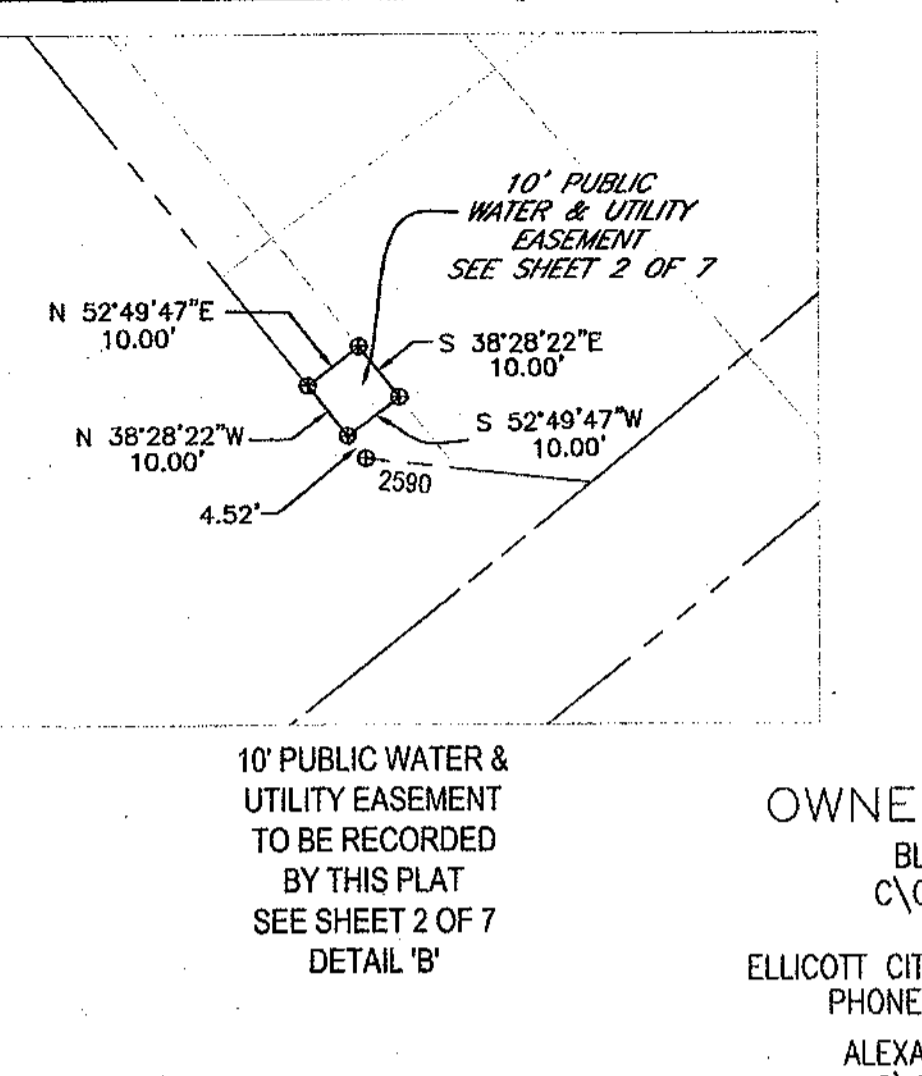 10' PUBLIC
WATER & UTILITY
EASEMENT
SEE SHEET 2 OF 7
N 52°49'47"E
10.00'
S 38°28'22"E
10.00'
N 38°28'22"W
10.00'
S 52°49'47"W
10.00'
2590
4.52'
10' PUBLIC WATER &
UTILITY EASEMENT
TO BE RECORDED
BY THIS PLAT
SEE SHEET 2 OF 7
DETAIL 'B'
OWNE
BL
C\
ELLICOTT CIT
PHONE
ALEXA